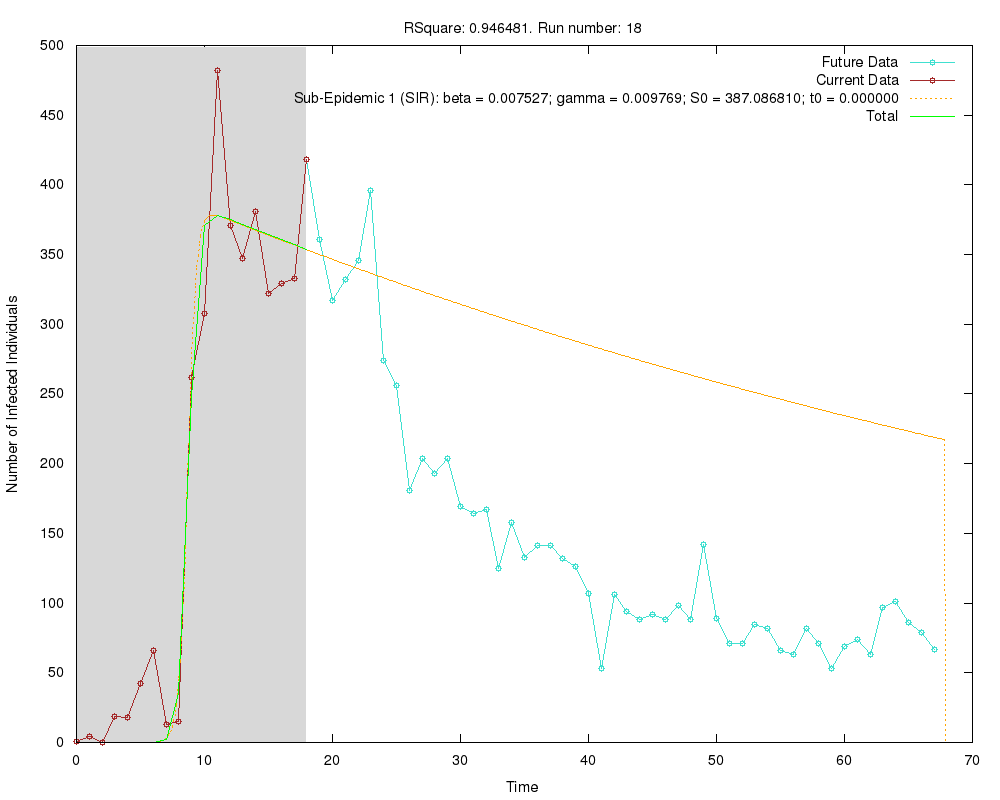 RSquare: 0.946481. Run number: 18
500
450
400
350
300
250
200
150
100
50
0
Number of Infected Individuals
Future Data
Current Data
Sub-Epidemic 1 (SIR): beta = 0.007527; gamma = 0.009769; S0 = 387.086810; t0 = 0.000000
Total
0 10 20 30 40 50 60 70
Time